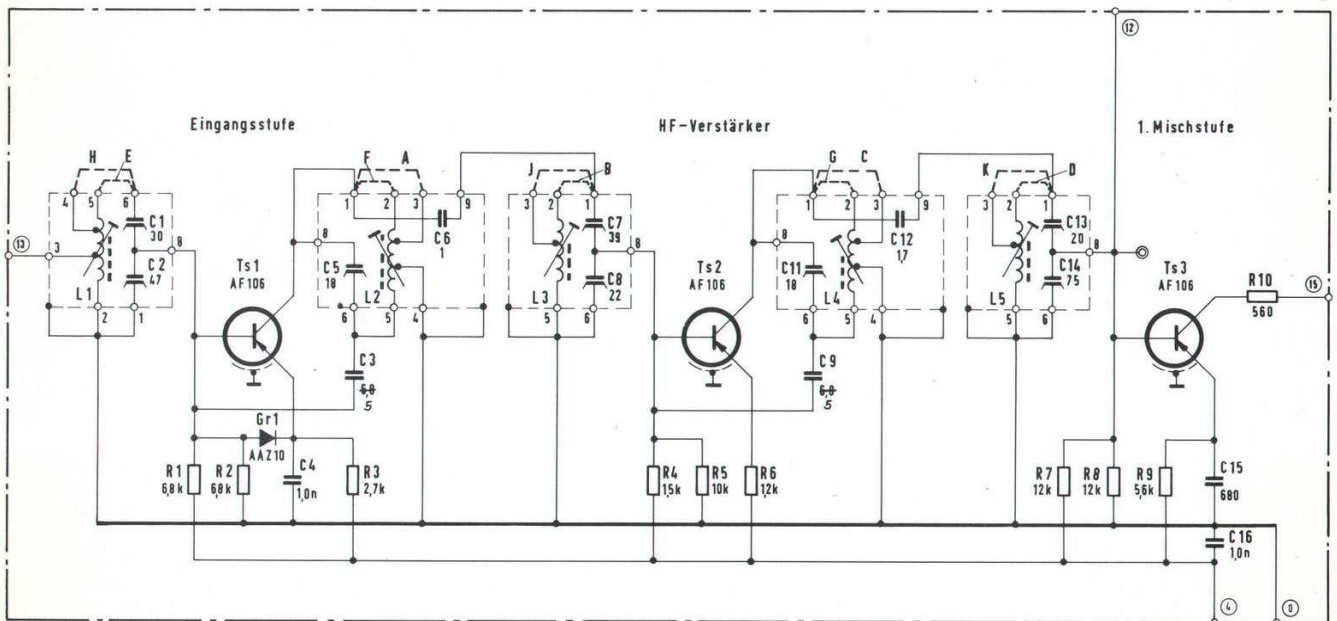 12
Eingangsstufe
HF-Verstärker
1. Mischstufe
H E
F A
J B
G C
K D
4 5 6
1 2 3 9
3 2 1
1 2 3 9
3 2 1
13
3
C1
30
8
C2
47
L1
2 1
8
C5
18
C6
1
L2
6 5 4
C7
39
8
C8
22
L3
5 6
8
C11
18
C12
1,7
L4
6 5 4
C13
20
8
C14
75
L5
5 6
Ts1
AF106
Ts2
AF106
Ts3
AF106
R10
560
15
C3
6,8
5
C9
6,8
5
Gr1
AAZ10
R1
6,8k
R2
6,8k
C4
1,0n
R3
2,7k
R4
1,5k
R5
10k
R6
1,2k
R7
12k
R8
12k
R9
5,6k
C15
680
C16
1,0n
4
0